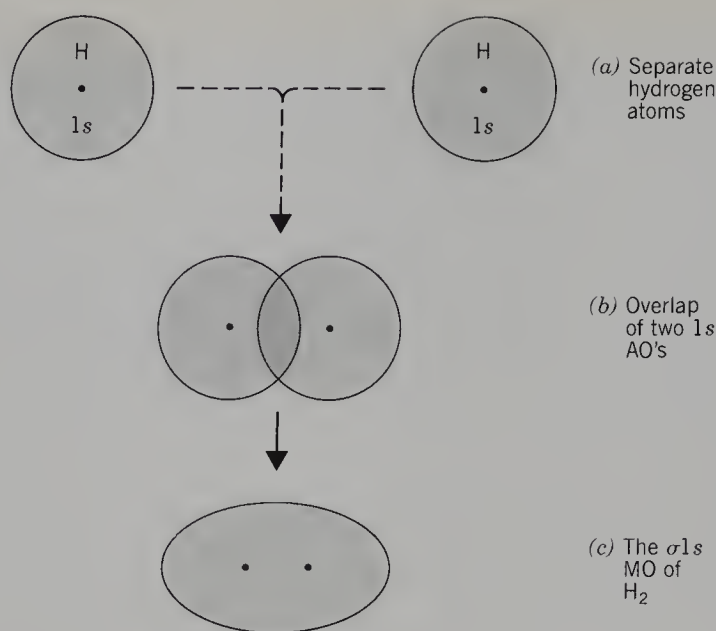 H
1s
H
1s
(a) Separate
hydrogen
atoms
(b) Overlap
of two 1s
AO's
(c) The σ1s
MO of
H₂